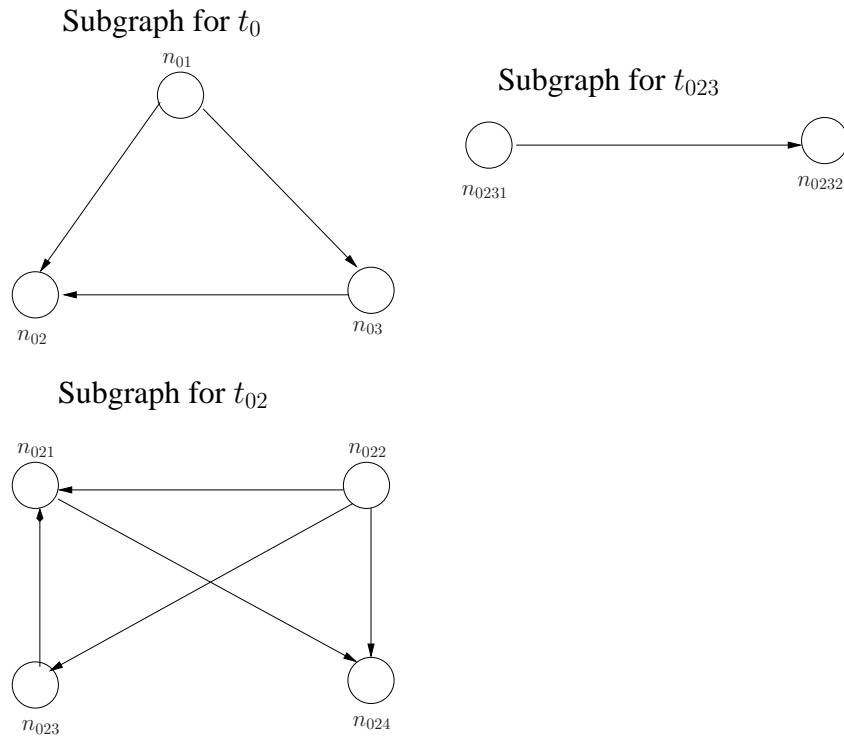 Subgraph for t₀
n₀₁
n₀₂
n₀₃
Subgraph for t₀₂₃
n₀₂₃₁
n₀₂₃₂
Subgraph for t₀₂
n₀₂₁
n₀₂₂
n₀₂₃
n₀₂₄